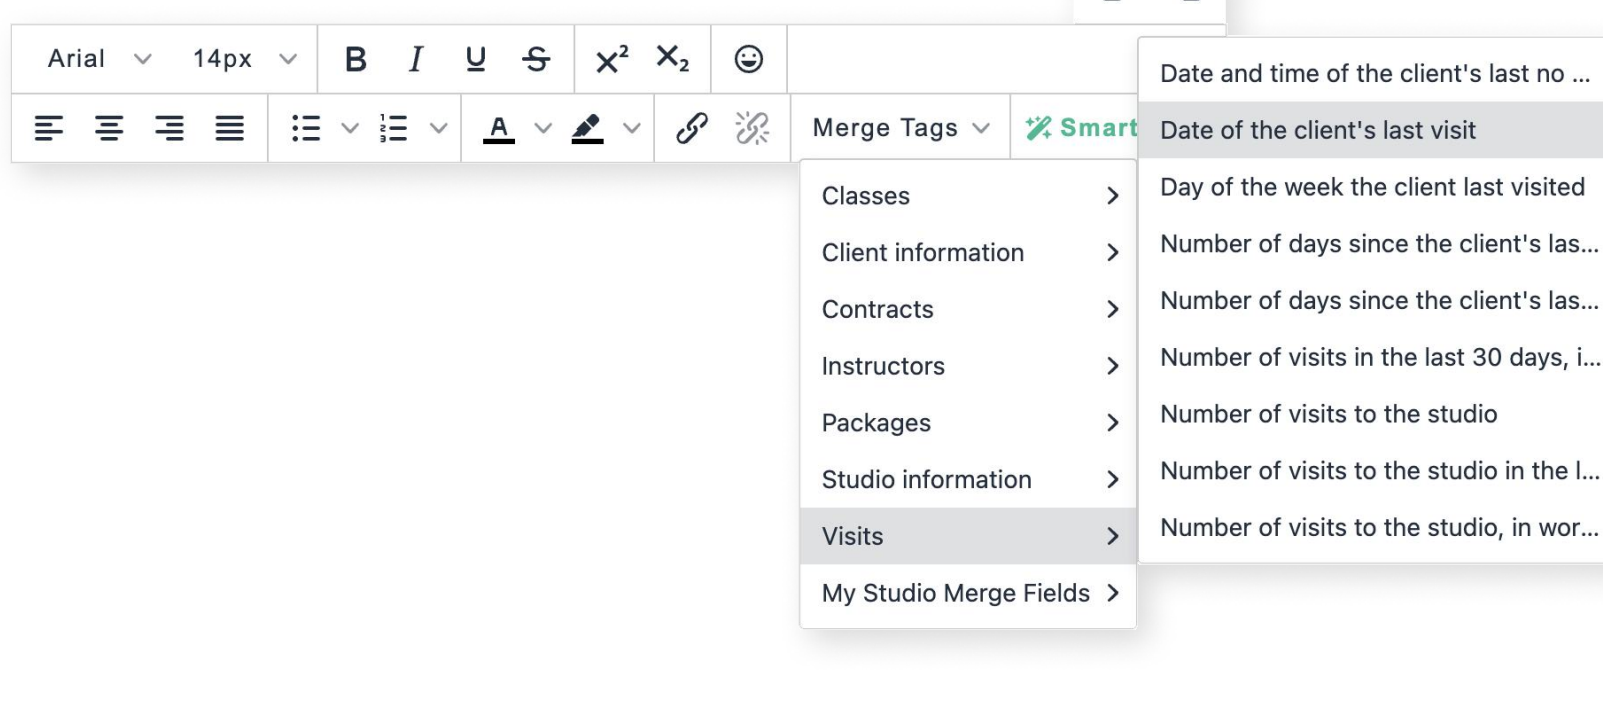 Arial 14px B I U S X² X₂
Merge Tags Smart
Classes
Client information
Contracts
Instructors
Packages
Studio information
Visits
My Studio Merge Fields
Date and time of the client's last no ...
Date of the client's last visit
Day of the week the client last visited
Number of days since the client's las...
Number of days since the client's las...
Number of visits in the last 30 days, i...
Number of visits to the studio
Number of visits to the studio in the l...
Number of visits to the studio, in wor...